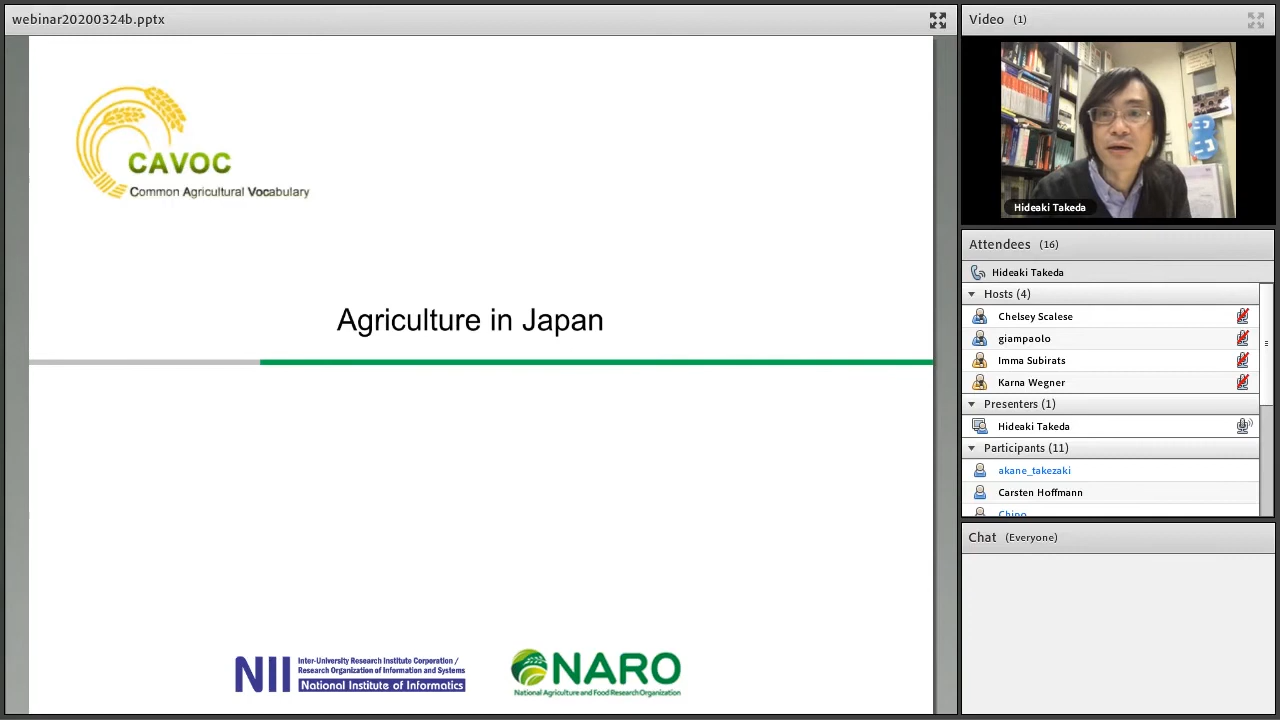 webinar20200324b.pptx
CAVOC
Common Agricultural Vocabulary
Agriculture in Japan
NII
Inter-University Research Institute Corporation /
Research Organization of Information and Systems
National Institute of Informatics
NARO
National Agriculture and Food Research Organization
Video (1)
Hideaki Takeda
Attendees (16)
Hideaki Takeda
Hosts (4)
Chelsey Scalese
giampaolo
Imma Subirats
Karna Wegner
Presenters (1)
Hideaki Takeda
Participants (11)
akane_takezaki
Carsten Hoffmann
Chat (Everyone)